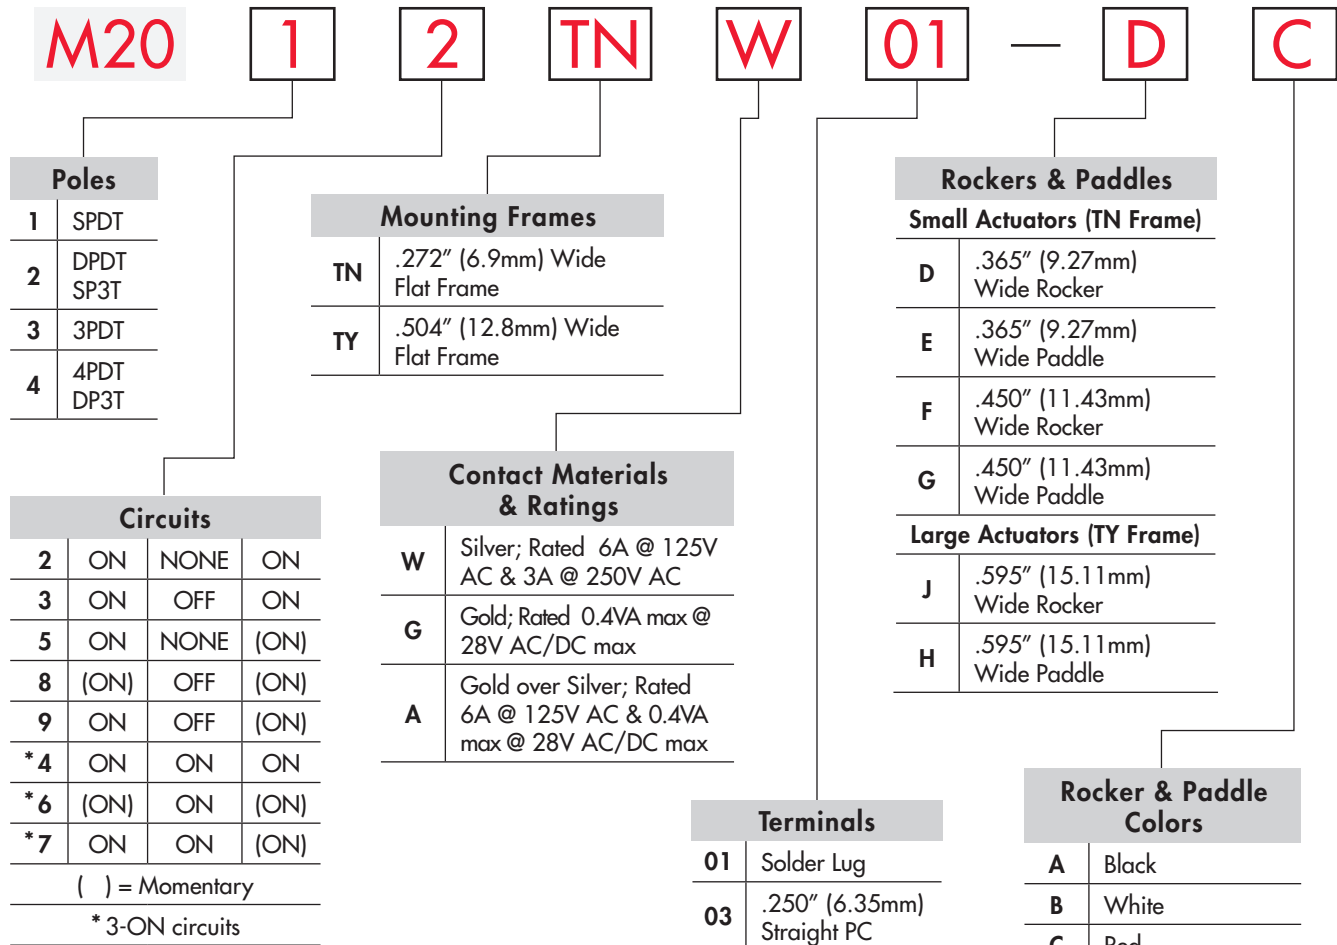 M20 1 2 TN W 01 — D C
Poles
1 SPDT
2 DPDT
SP3T
3 3PDT
4 4PDT
DP3T
Circuits
2 ON NONE ON
3 ON OFF ON
5 ON NONE (ON)
8 (ON) OFF (ON)
9 ON OFF (ON)
*4 ON ON ON
*6 (ON) ON (ON)
*7 ON ON (ON)
( ) = Momentary
* 3-ON circuits
Mounting Frames
TN .272" (6.9mm) Wide
Flat Frame
TY .504" (12.8mm) Wide
Flat Frame
Contact Materials
& Ratings
W Silver; Rated 6A @ 125V
AC & 3A @ 250V AC
G Gold; Rated 0.4VA max @
28V AC/DC max
A Gold over Silver; Rated
6A @ 125V AC & 0.4VA
max @ 28V AC/DC max
Terminals
01 Solder Lug
03 .250" (6.35mm)
Straight PC
Rockers & Paddles
Small Actuators (TN Frame)
D .365" (9.27mm)
Wide Rocker
E .365" (9.27mm)
Wide Paddle
F .450" (11.43mm)
Wide Rocker
G .450" (11.43mm)
Wide Paddle
Large Actuators (TY Frame)
J .595" (15.11mm)
Wide Rocker
H .595" (15.11mm)
Wide Paddle
Rocker & Paddle
Colors
A Black
B White
C Red